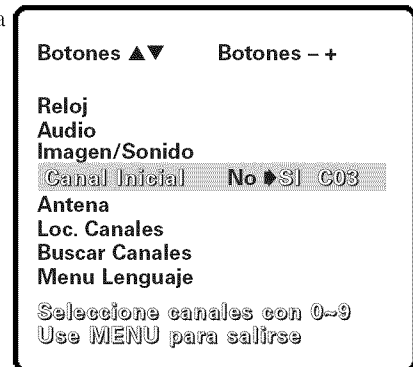 a
Botones ▲▼ Botones – +
Reloj
Audio
Imagen/Sonido
Canal Inicial No ➧SI C03
Antena
Loc. Canales
Buscar Canales
Menu Lenguaje
Seleccione canales con 0~9
Use MENU para salirse